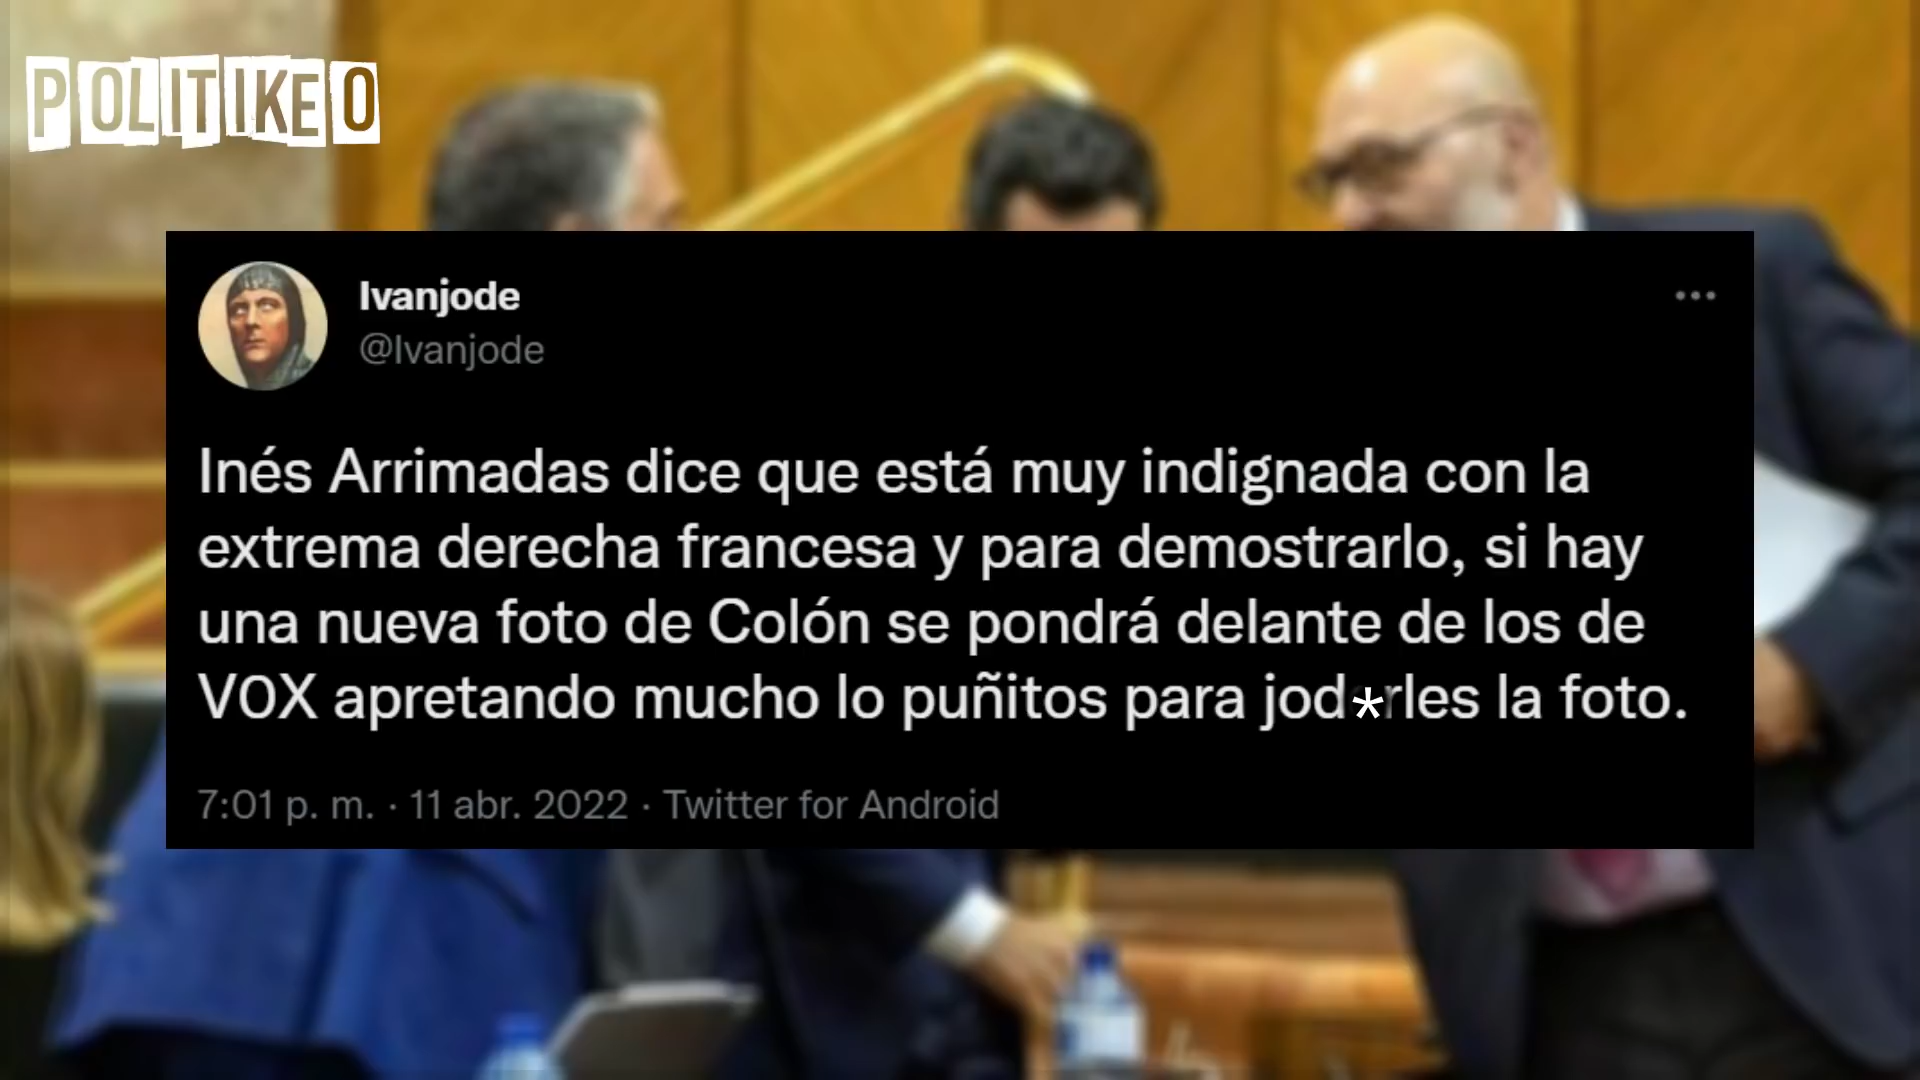 POLITIKEO
Ivanjode
@Ivanjode
Inés Arrimadas dice que está muy indignada con la
extrema derecha francesa y para demostrarlo, si hay
una nueva foto de Colón se pondrá delante de los de
VOX apretando mucho lo puñitos para jod*rles la foto.
7:01 p. m. · 11 abr. 2022 · Twitter for Android